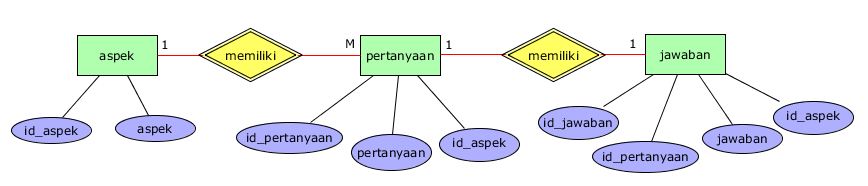 aspek
1
memiliki
M
pertanyaan
1
memiliki
1
jawaban
id_aspek
aspek
id_pertanyaan
pertanyaan
id_aspek
id_jawaban
id_pertanyaan
jawaban
id_aspek